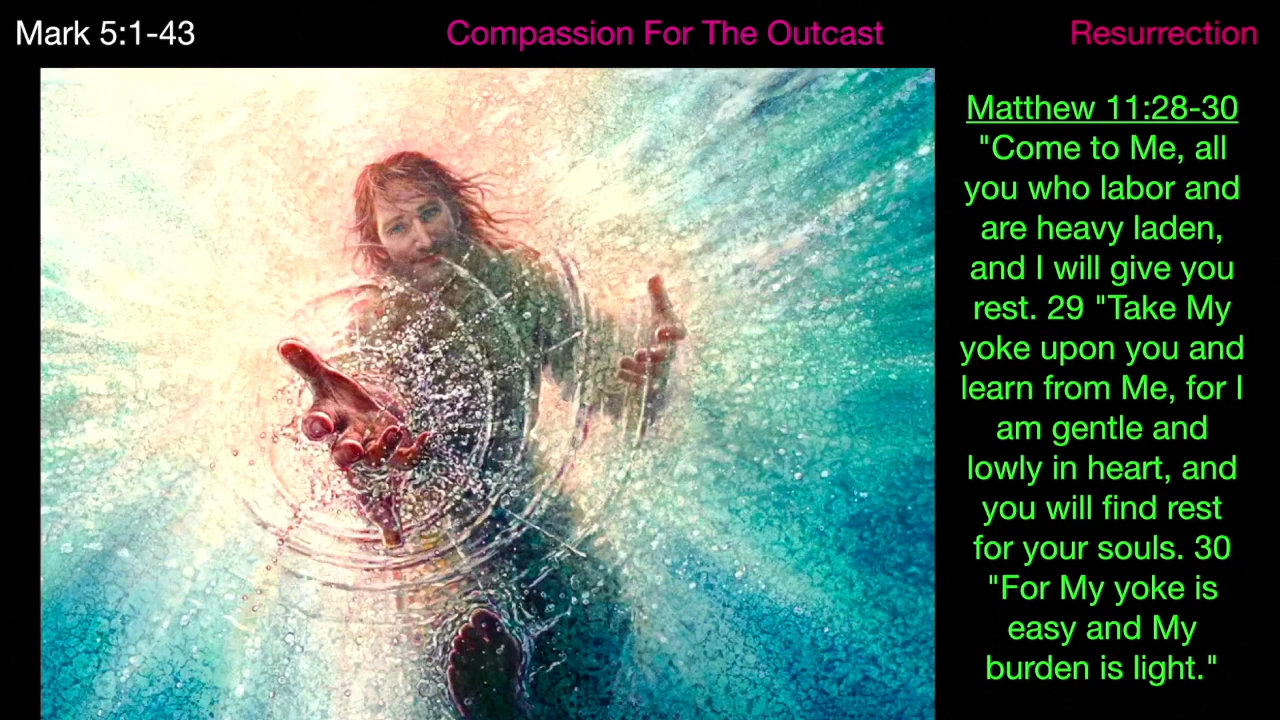 Mark 5:1-43
Compassion For The Outcast
Resurrection
Matthew 11:28-30
"Come to Me, all
you who labor and
are heavy laden,
and I will give you
rest. 29 "Take My
yoke upon you and
learn from Me, for I
am gentle and
lowly in heart, and
you will find rest
for your souls. 30
"For My yoke is
easy and My
burden is light."